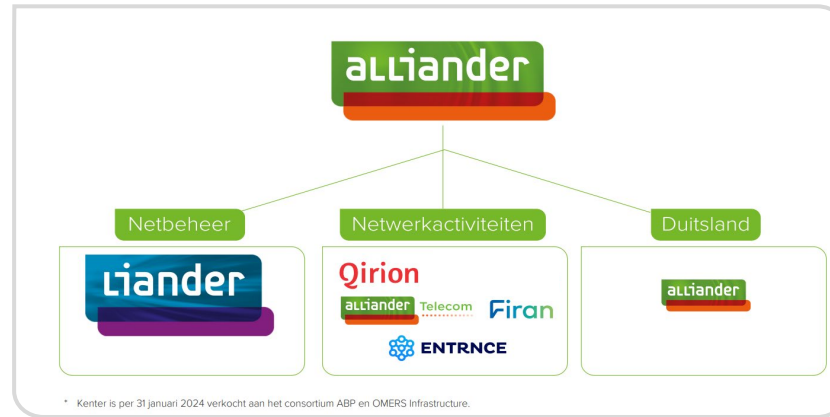 alliander
Netbeheer
Netwerkactiviteiten
Duitsland
Liander
Qirion
alliander Telecom
Firan
ENTRNCE
alliander
* Kenter is per 31 januari 2024 verkocht aan het consortium ABP en OMERS Infrastructure.